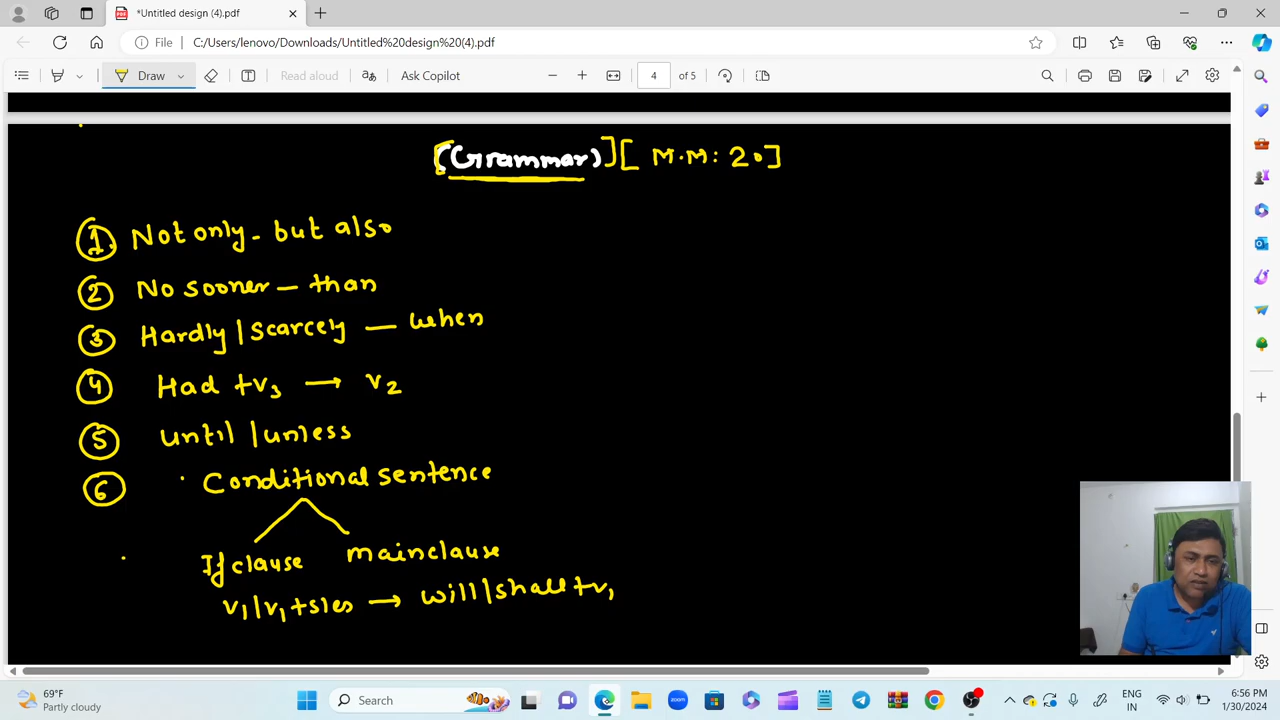 *Untitled design (4).pdf
File C:/Users/lenovo/Downloads/Untitled%20design%20(4).pdf
Draw Read aloud Ask Copilot 4 of 5
[(Grammar)][ M.M: 20]
1. Not only - but also
2 No sooner — than
3 Hardly | scarcely — when
4 Had +v3 → v2
5 until | unless
6 Conditional sentence
If clause mainclause
v1/v1+s/es → will/shall+v1
69°F Search ENG 6:56 PM
Partly cloudy zoom IN 1/30/2024